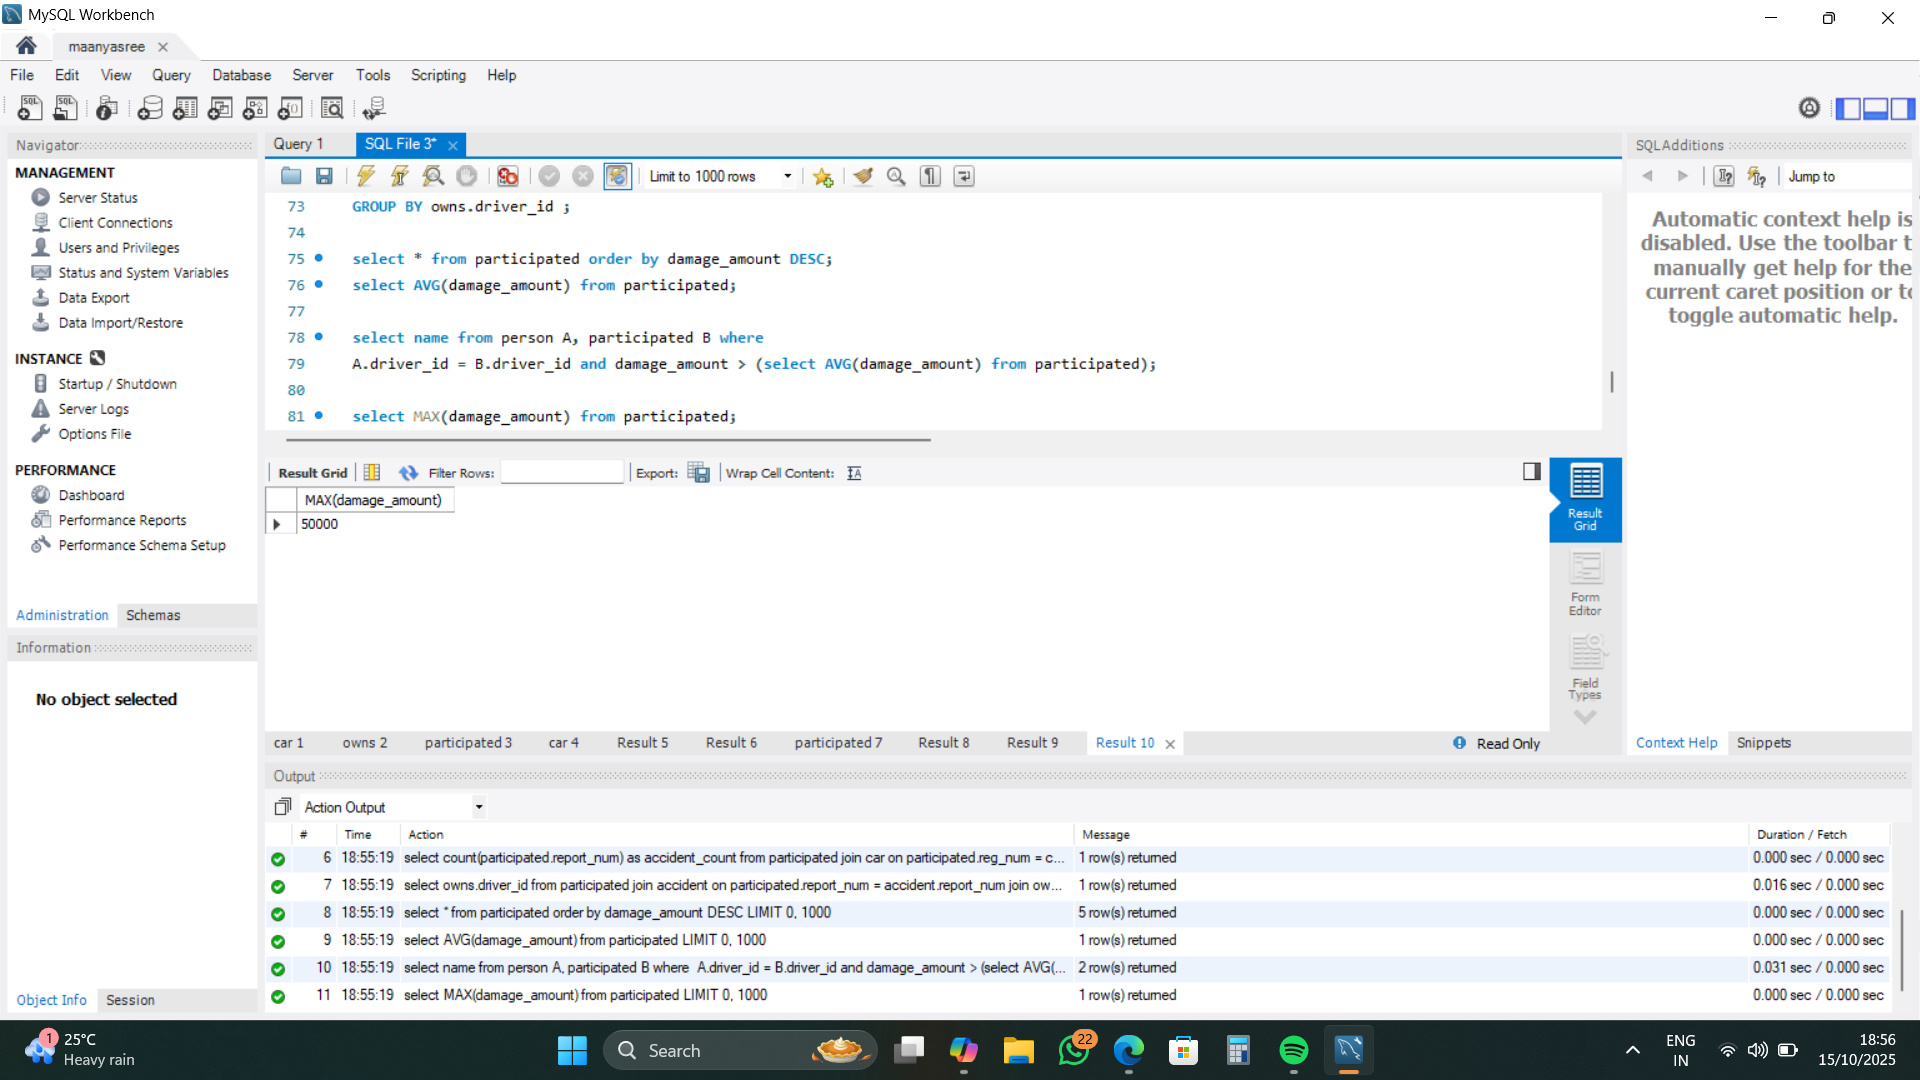 MySQL Workbench
maanyasree
File Edit View Query Database Server Tools Scripting Help
Navigator
MANAGEMENT
Server Status
Client Connections
Users and Privileges
Status and System Variables
Data Export
Data Import/Restore
INSTANCE
Startup / Shutdown
Server Logs
Options File
PERFORMANCE
Dashboard
Performance Reports
Performance Schema Setup
Administration Schemas
Information
No object selected
Object Info Session
Query 1 SQL File 3*
Limit to 1000 rows
73 GROUP BY owns.driver_id ;
74
75 select * from participated order by damage_amount DESC;
76 select AVG(damage_amount) from participated;
77
78 select name from person A, participated B where
79 A.driver_id = B.driver_id and damage_amount > (select AVG(damage_amount) from participated);
80
81 select MAX(damage_amount) from participated;
Result Grid Filter Rows: Export: Wrap Cell Content:
MAX(damage_amount)
50000
Result
Grid
Form
Editor
Field
Types
car 1 owns 2 participated 3 car 4 Result 5 Result 6 participated 7 Result 8 Result 9 Result 10 Read Only
SQLAdditions
Jump to
Automatic context help is
disabled. Use the toolbar t
manually get help for the
current caret position or to
toggle automatic help.
Context Help Snippets
Output
Action Output
# Time Action Message Duration / Fetch
6 18:55:19 select count(participated.report_num) as accident_count from participated join car on participated.reg_num = c... 1 row(s) returned 0.000 sec / 0.000 sec
7 18:55:19 select owns.driver_id from participated join accident on participated.report_num = accident.report_num join ow... 1 row(s) returned 0.016 sec / 0.000 sec
8 18:55:19 select * from participated order by damage_amount DESC LIMIT 0, 1000 5 row(s) returned 0.000 sec / 0.000 sec
9 18:55:19 select AVG(damage_amount) from participated LIMIT 0, 1000 1 row(s) returned 0.000 sec / 0.000 sec
10 18:55:19 select name from person A, participated B where A.driver_id = B.driver_id and damage_amount > (select AVG(... 2 row(s) returned 0.031 sec / 0.000 sec
11 18:55:19 select MAX(damage_amount) from participated LIMIT 0, 1000 1 row(s) returned 0.000 sec / 0.000 sec
1
25°C
Heavy rain
Search
22
ENG
IN
18:56
15/10/2025